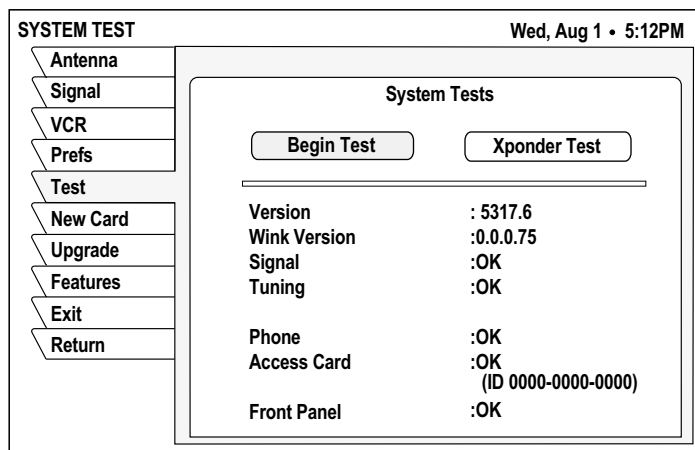 SYSTEM TEST
Wed, Aug 1 • 5:12PM
Antenna
Signal
VCR
Prefs
Test
New Card
Upgrade
Features
Exit
Return
System Tests
Begin Test
Xponder Test
Version : 5317.6
Wink Version :0.0.0.75
Signal :OK
Tuning :OK
Phone :OK
Access Card :OK
(ID 0000-0000-0000)
Front Panel :OK